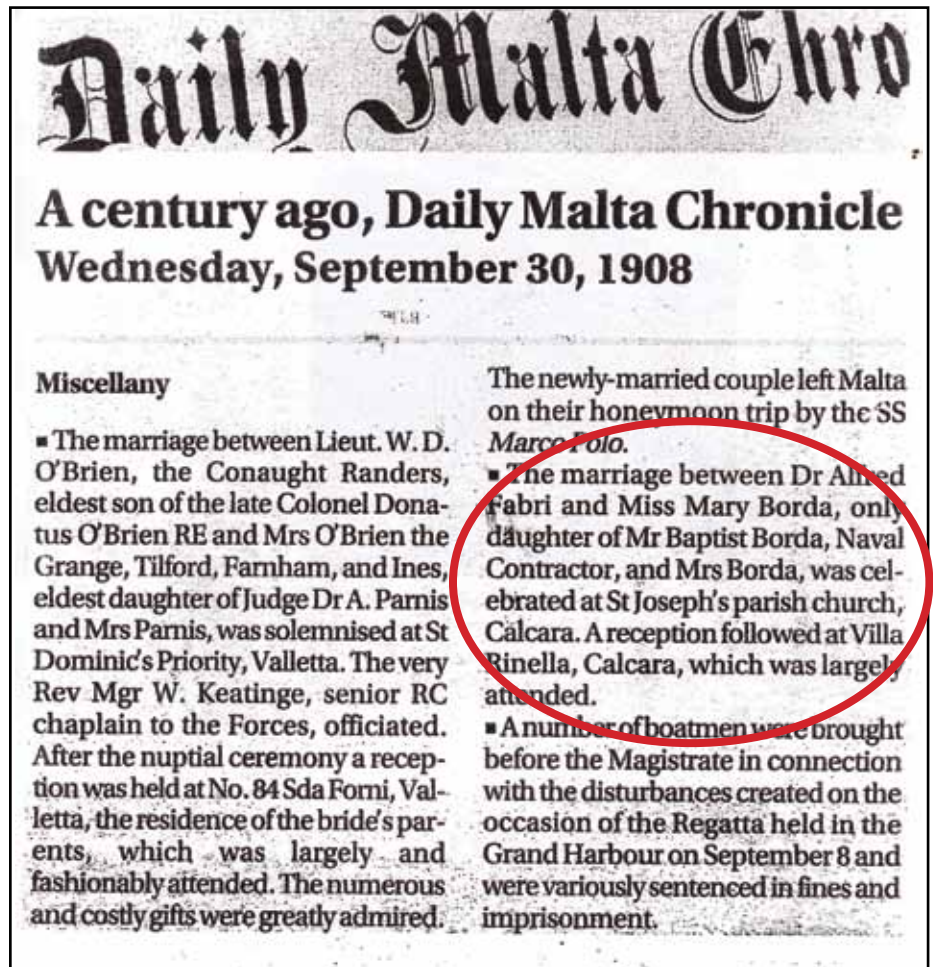 Daily Malta Chro
A century ago, Daily Malta Chronicle
Wednesday, September 30, 1908
Miscellany
▪ The marriage between Lieut. W. D.
O'Brien, the Conaught Randers,
eldest son of the late Colonel Dona-
tus O'Brien RE and Mrs O'Brien the
Grange, Tilford, Farnham, and Ines,
eldest daughter of Judge Dr A. Parnis
and Mrs Parnis, was solemnised at St
Dominic's Priority, Valletta. The very
Rev Mgr W. Keatinge, senior RC
chaplain to the Forces, officiated.
After the nuptial ceremony a recep-
tion was held at No. 84 Sda Forni, Val-
letta, the residence of the bride's par-
ents, which was largely and
fashionably attended. The numerous
and costly gifts were greatly admired.
The newly-married couple left Malta
on their honeymoon trip by the SS
Marco Polo.
▪ The marriage between Dr Alfred
Fabri and Miss Mary Borda, only
daughter of Mr Baptist Borda, Naval
Contractor, and Mrs Borda, was cel-
ebrated at St Joseph's parish church,
Calcara. A reception followed at Villa
Rinella, Calcara, which was largely
attended.
▪ A number of boatmen were brought
before the Magistrate in connection
with the disturbances created on the
occasion of the Regatta held in the
Grand Harbour on September 8 and
were variously sentenced in fines and
imprisonment.